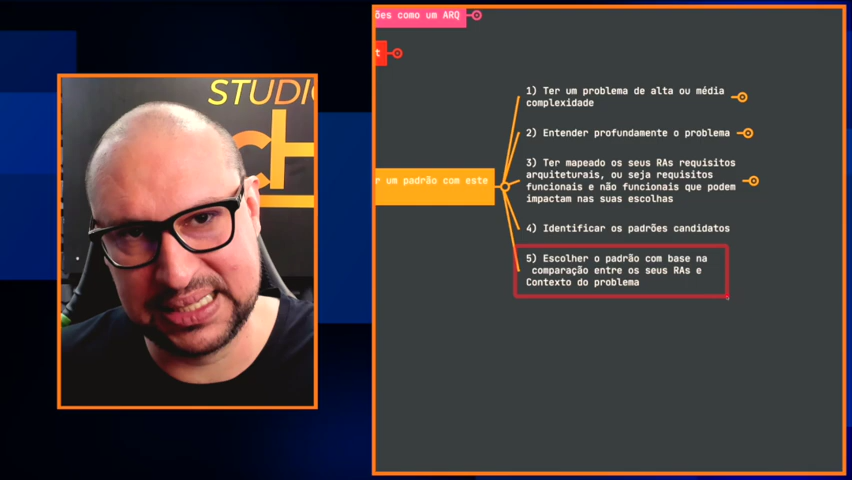 STUDI
CH
ões como um ARQ
t
r um padrão com este
1) Ter um problema de alta ou média
complexidade
2) Entender profundamente o problema
3) Ter mapeado os seus RAs requisitos
arquiteturais, ou seja requisitos
funcionais e não funcionais que podem
impactam nas suas escolhas
4) Identificar os padrões candidatos
5) Escolher o padrão com base na
comparação entre os seus RAs e
Contexto do problema